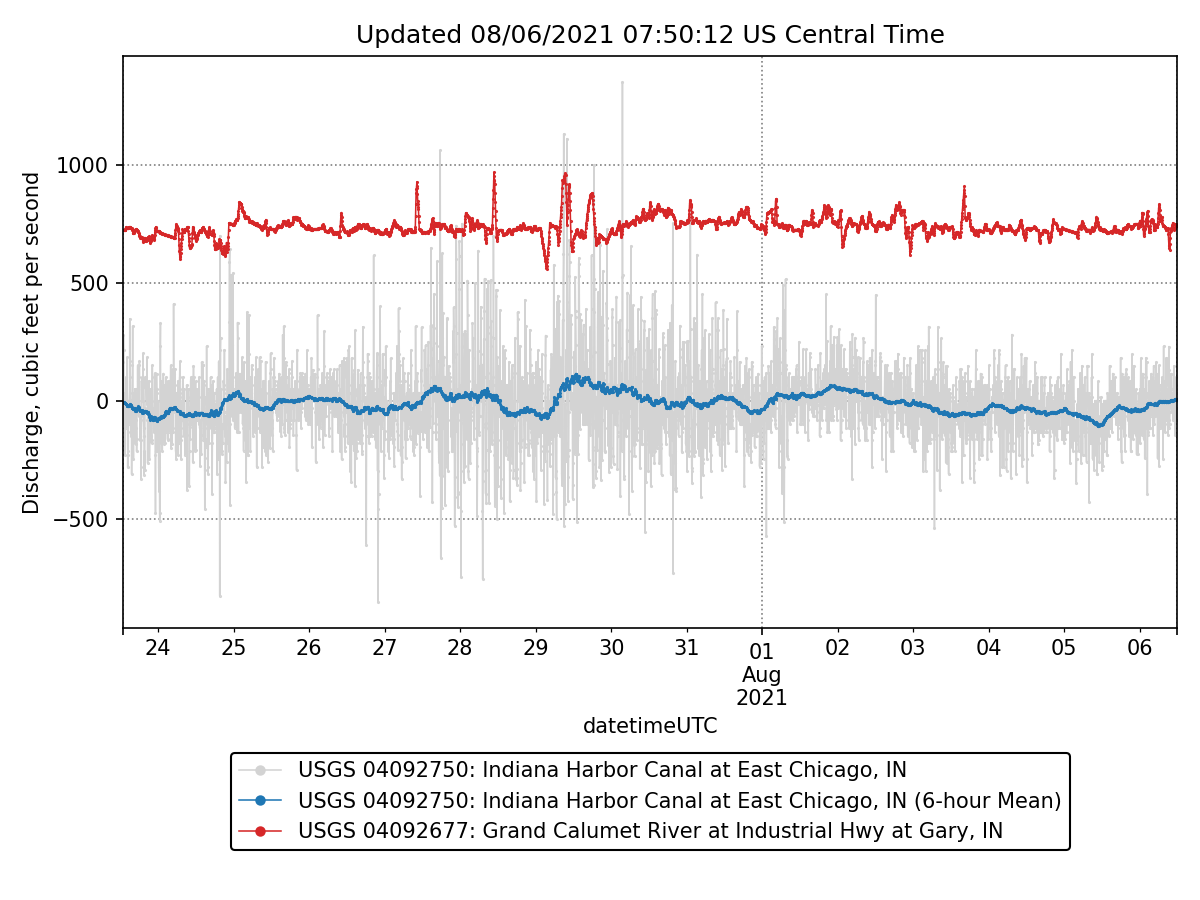 Updated 08/06/2021 07:50:12 US Central Time
Discharge, cubic feet per second
1000
500
0
−500
24 25 26 27 28 29 30 31 01 02 03 04 05 06
Aug
2021
datetimeUTC
USGS 04092750: Indiana Harbor Canal at East Chicago, IN
USGS 04092750: Indiana Harbor Canal at East Chicago, IN (6-hour Mean)
USGS 04092677: Grand Calumet River at Industrial Hwy at Gary, IN